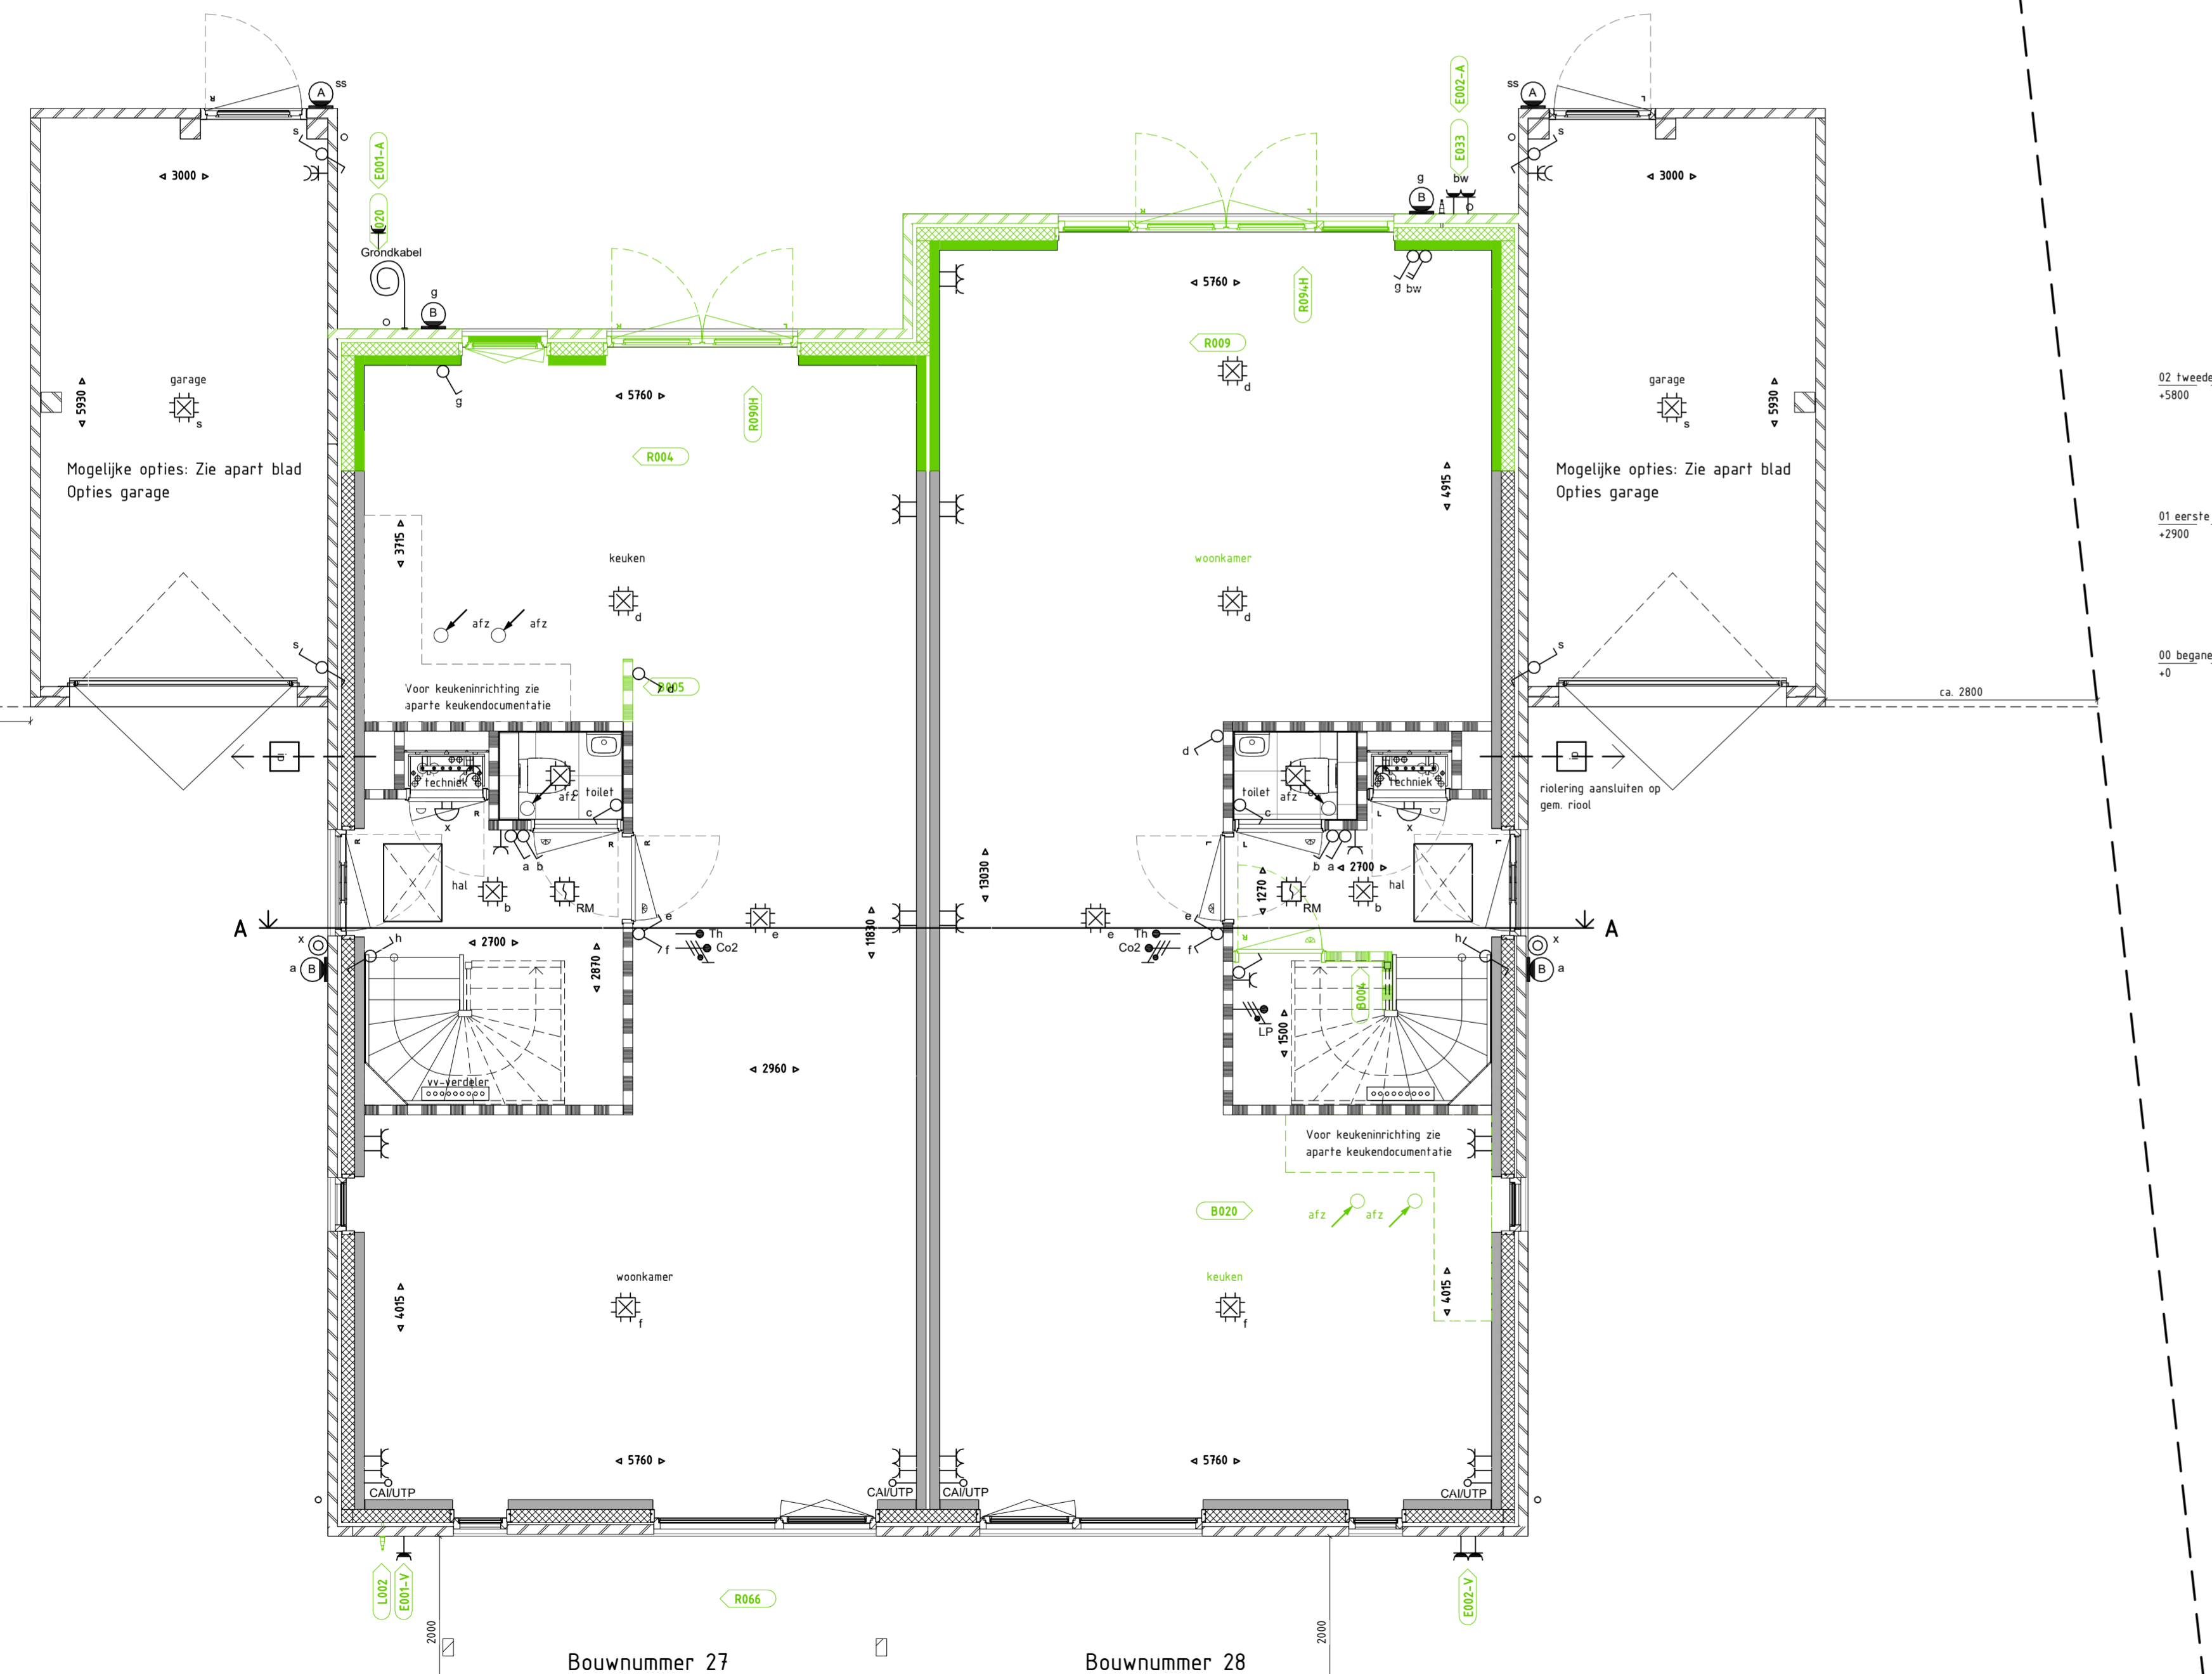 E002-A
A ss
ss A
R
L
s
s
E001-A
E033
3000
3000
g bw
B
020
Grondkabel
g
B
R
L
R
L
5760
g bw
R094H
R009
d
02 tweede
+5800
garage
5930
s
5760
g
R090H
R004
garage
5930
s
Mogelijke opties: Zie apart blad
Opties garage
4915
Mogelijke opties: Zie apart blad
Opties garage
01 eerste
+2900
3715
keuken
d
woonkamer
d
afz afz
s
s
00 begane
+0
d
Voor keukeninrichting zie
aparte keukendocumentatie
ca. 2800
d
techniek
afz
c
toilet
c
R
x
toilet
afz
c
c
techniek
L
x
riolering aansluiten op
gem. riool
R
a b
R
R
hal
b
RM
L
L
b a
2700
hal
L
13030
1270
RM
b
e
e
A
A
x
h
2700
2870
e
Th
f
Co2
11830
e
Th
Co2
f
R
h
x
a B
B a
B004
LP
1500
2960
vv-verdeler
Voor keukeninrichting zie
aparte keukendocumentatie
B020
afz afz
woonkamer
f
4015
keuken
f
4015
5760
5760
CAI/UTP
CAI/UTP
CAI/UTP
CAI/UTP
L002
E001-V
R066
E002-V
2000
2000
Bouwnummer 27
Bouwnummer 28